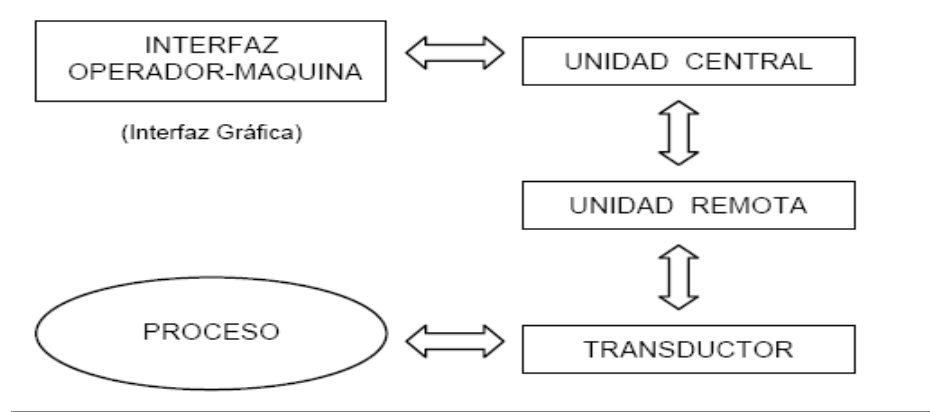 INTERFAZ
OPERADOR-MAQUINA
(Interfaz Gráfica)
UNIDAD CENTRAL
UNIDAD REMOTA
PROCESO
TRANSDUCTOR